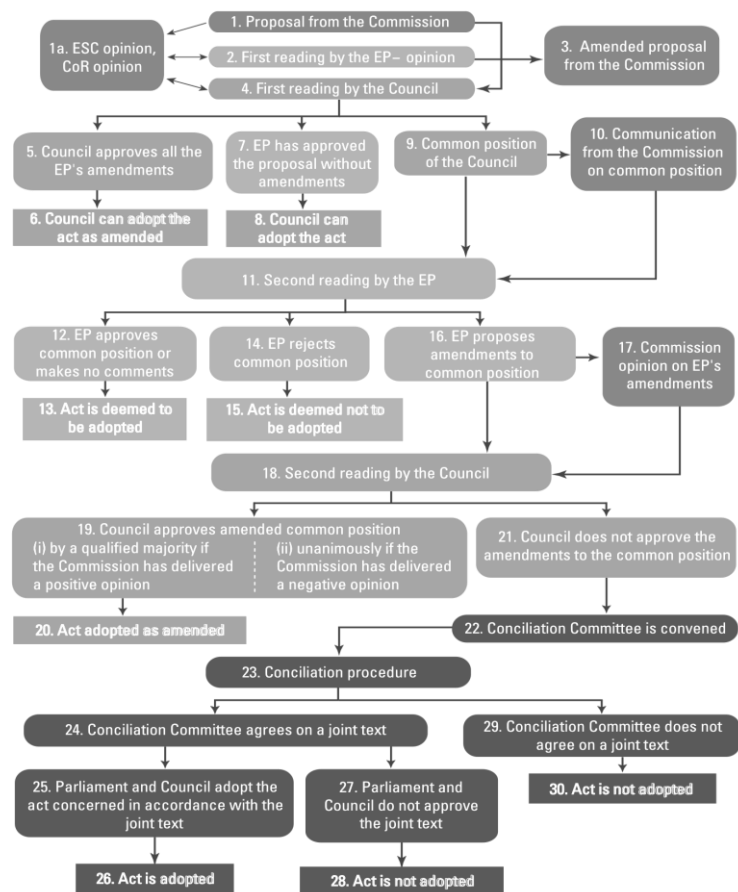 1. Proposal from the Commission
1a. ESC opinion,
CoR opinion
2. First reading by the EP– opinion
3. Amended proposal
from the Commission
4. First reading by the Council
5. Council approves all the
EP's amendments
7. EP has approved
the proposal without
amendments
9. Common position
of the Council
10. Communication
from the Commission
on common position
6. Council can adopt the
act as amended
8. Council can
adopt the act
11. Second reading by the EP
12. EP approves
common position or
makes no comments
14. EP rejects
common position
16. EP proposes
amendments to
common position
17. Commission
opinion on EP's
amendments
13. Act is deemed to
be adopted
15. Act is deemed not to
be adopted
18. Second reading by the Council
19. Council approves amended common position
(i) by a qualified majority if
the Commission has delivered
a positive opinion
(ii) unanimously if the
Commission has delivered
a negative opinion
21. Council does not approve the
amendments to the common position
20. Act adopted as amended
22. Conciliation Committee is convened
23. Conciliation procedure
24. Conciliation Committee agrees on a joint text
29. Conciliation Committee does not
agree on a joint text
25. Parliament and Council adopt the
act concerned in accordance with the
joint text
27. Parliament and
Council do not approve
the joint text
30. Act is not adopted
26. Act is adopted
28. Act is not adopted